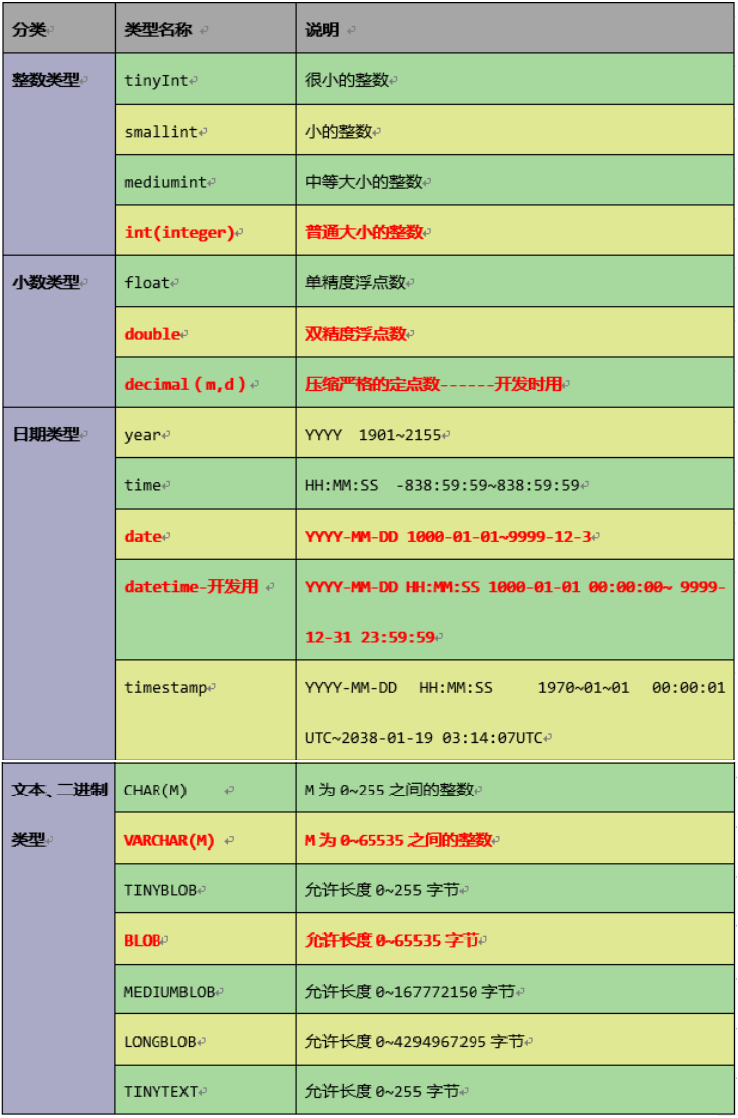 分类 类型名称 说明
整数类型 tinyInt 很小的整数
smallint 小的整数
mediumint 中等大小的整数
int(integer) 普通大小的整数
小数类型 float 单精度浮点数
double 双精度浮点数
decimal（m,d） 压缩严格的定点数------开发时用
日期类型 year YYYY 1901~2155
time HH:MM:SS -838:59:59~838:59:59
date YYYY-MM-DD 1000-01-01~9999-12-3
datetime-开发用 YYYY-MM-DD HH:MM:SS 1000-01-01 00:00:00~ 9999-
12-31 23:59:59
timestamp YYYY-MM-DD HH:MM:SS 1970~01~01 00:00:01
UTC~2038-01-19 03:14:07UTC
文本、二进制 CHAR(M) M 为 0~255 之间的整数
类型 VARCHAR(M) M 为 0~65535 之间的整数
TINYBLOB 允许长度 0~255 字节
BLOB 允许长度 0~65535 字节
MEDIUMBLOB 允许长度 0~167772150 字节
LONGBLOB 允许长度 0~4294967295 字节
TINYTEXT 允许长度 0~255 字节